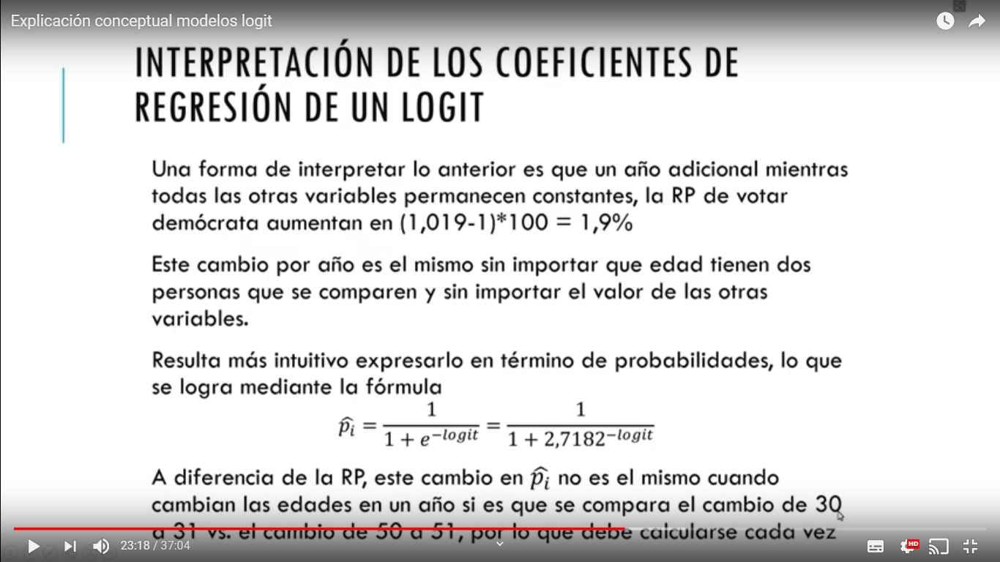 Explicación conceptual modelos logit
INTERPRETACIÓN DE LOS COEFICIENTES DE
REGRESIÓN DE UN LOGIT
Una forma de interpretar lo anterior es que un año adicional mientras
todas las otras variables permanecen constantes, la RP de votar
demócrata aumentan en (1,019-1)*100 = 1,9%
Este cambio por año es el mismo sin importar que edad tienen dos
personas que se comparen y sin importar el valor de las otras
variables.
Resulta más intuitivo expresarlo en término de probabilidades, lo que
se logra mediante la fórmula
p̂ᵢ = 1 / (1 + e^(−logit)) = 1 / (1 + 2,7182^(−logit))
A diferencia de la RP, este cambio en p̂ᵢ no es el mismo cuando
cambian las edades en un año si es que se compara el cambio de 30
a 31 vs. el cambio de 50 a 51, por lo que debe calcularse cada vez
23:18 / 37:04
HD